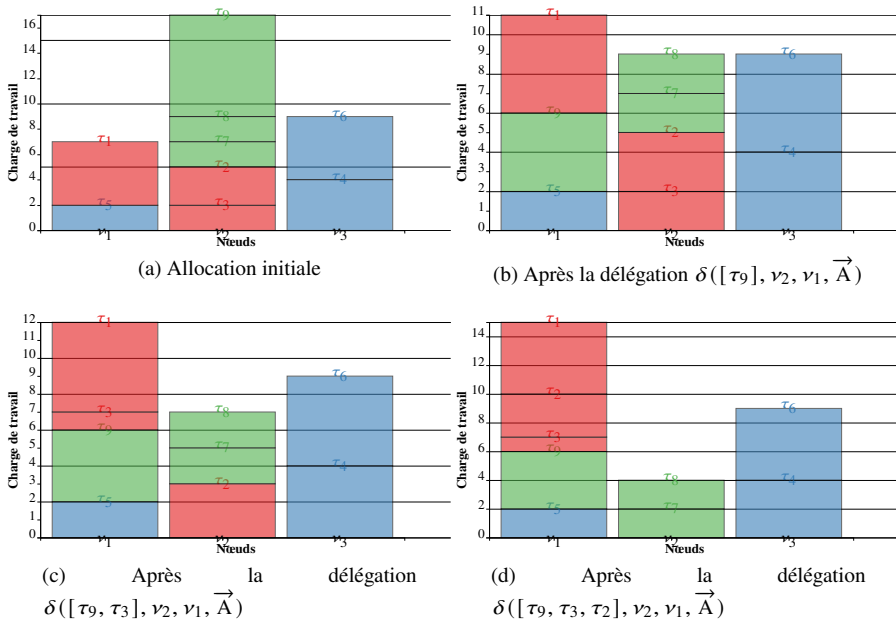 Charge de travail
16
14
12
10
8
6
4
2
0
τ1
τ5
ν1
τ9
τ8
τ7
τ2
τ3
ν2
τ6
τ4
ν3
Nœuds
(a) Allocation initiale
Charge de travail
11
10
9
8
7
6
5
4
3
2
1
0
τ1
τ9
τ5
ν1
τ8
τ7
τ2
τ3
ν2
τ6
τ4
ν3
Nœuds
(b) Après la délégation δ([τ9], ν2, ν1, A→)
Charge de travail
12
10
9
8
7
6
5
4
3
2
1
0
τ1
τ3
τ9
τ5
ν1
τ8
τ7
τ2
ν2
τ6
τ4
ν3
Nœuds
(c) Après la délégation
δ([τ9, τ3], ν2, ν1, A→)
Charge de travail
14
12
10
8
6
4
2
0
τ1
τ2
τ3
τ9
τ5
ν1
τ8
τ7
ν2
τ6
τ4
ν3
Nœuds
(d) Après la délégation
δ([τ9, τ3, τ2], ν2, ν1, A→)